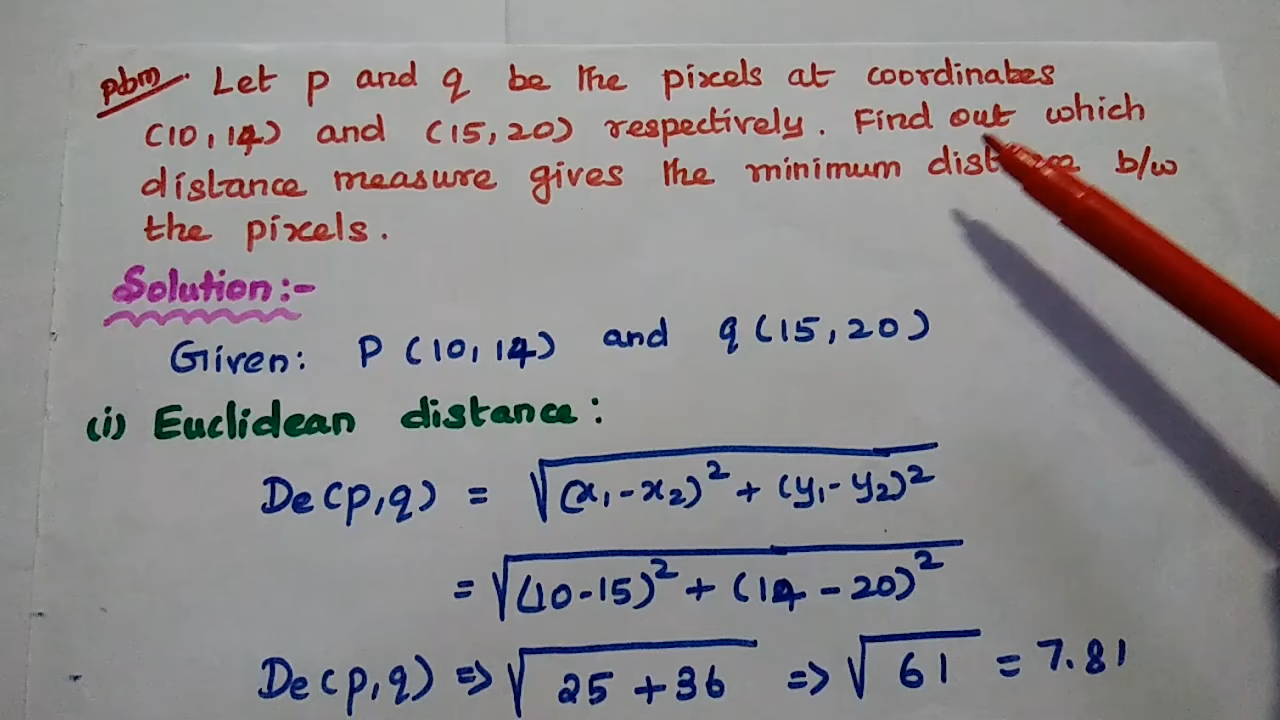 pbm. Let p and q be the pixels at coordinates
(10,14) and (15,20) respectively. Find out which
distance measure gives the minimum distance b/w
the pixels.
Solution:-
Given: P(10,14) and q(15,20)
(i) Euclidean distance:
De(p,q) = √(x₁-x₂)² + (y₁-y₂)²
= √(10-15)² + (14-20)²
De(p,q) => √25+36 => √61 = 7.81